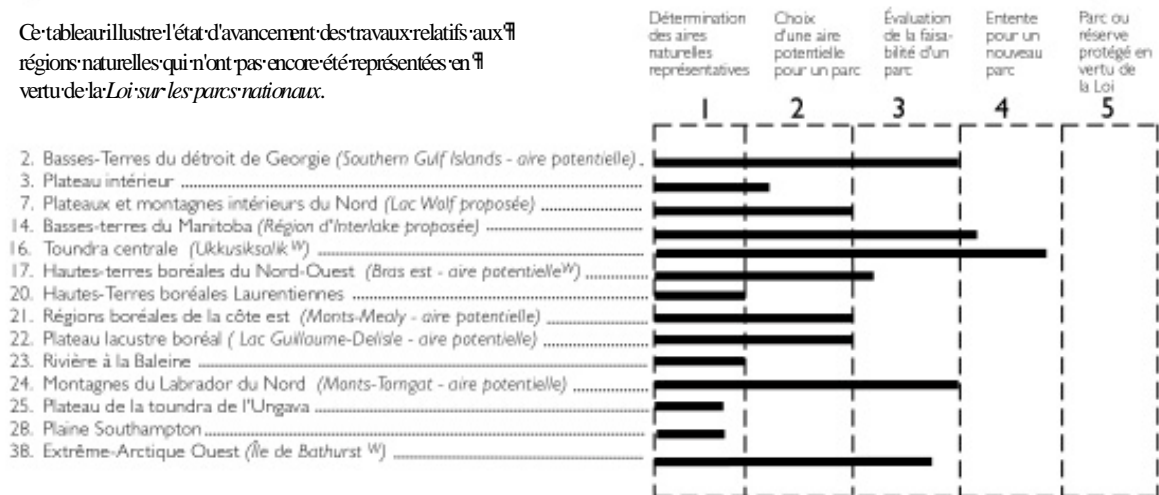 Ce·tableau·illustre·l'état·d'avancement·des·travaux·relatifs·aux¶
régions·naturelles·qui·n'ont·pas·encore·été·représentées·en¶
vertu·de·la·Loi·sur·les·parcs·nationaux.
Détermination
des aires
naturelles
représentatives
Choix
d'une aire
potentielle
pour un parc
Évaluation
de la faisa-
bilité d'un
parc
Entente
pour un
nouveau
parc
Parc ou
réserve
protégé en
vertu de
la Loi
1 2 3 4 5
2. Basses-Terres du détroit de Georgie (Southern Gulf Islands - aire potentielle)
3. Plateau intérieur
7. Plateaux et montagnes intérieurs du Nord (Lac Wolf proposée)
14. Basses-terres du Manitoba (Région d'Interlake proposée)
16. Toundra centrale (Ukkusiksalik W)
17. Hautes-terres boréales du Nord-Ouest (Bras est - aire potentielle W)
20. Hautes-Terres boréales Laurentiennes
21. Régions boréales de la côte est (Monts-Mealy - aire potentielle)
22. Plateau lacustre boréal ( Lac Guillaume-Delisle - aire potentielle)
23. Rivière à la Baleine
24. Montagnes du Labrador du Nord (Monts-Torngat - aire potentielle)
25. Plateau de la toundra de l'Ungava
28. Plaine Southampton
38. Extrême-Arctique Ouest (Île de Bathurst W)